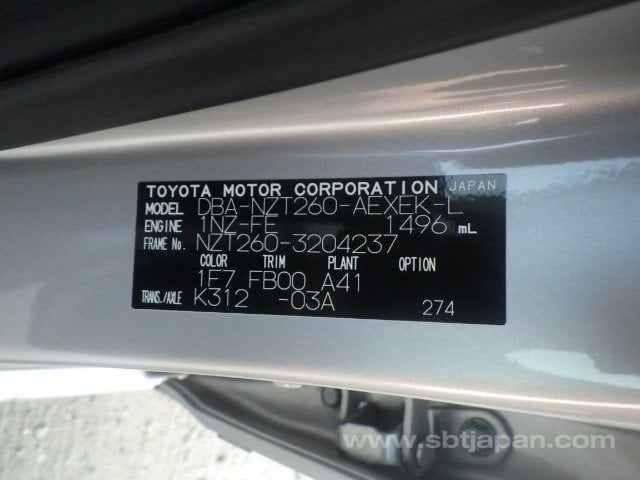 TOYOTA MOTOR CORPORATION JAPAN
MODEL DBA-NZT260-AEXEK-L
ENGINE 1NZ-FE 1496 mL
FRAME No. NZT260-3204237
COLOR TRIM PLANT OPTION
1F7 FB00 A41
TRANS./AXLE K312 -03A 274
www.sbtjapan.com